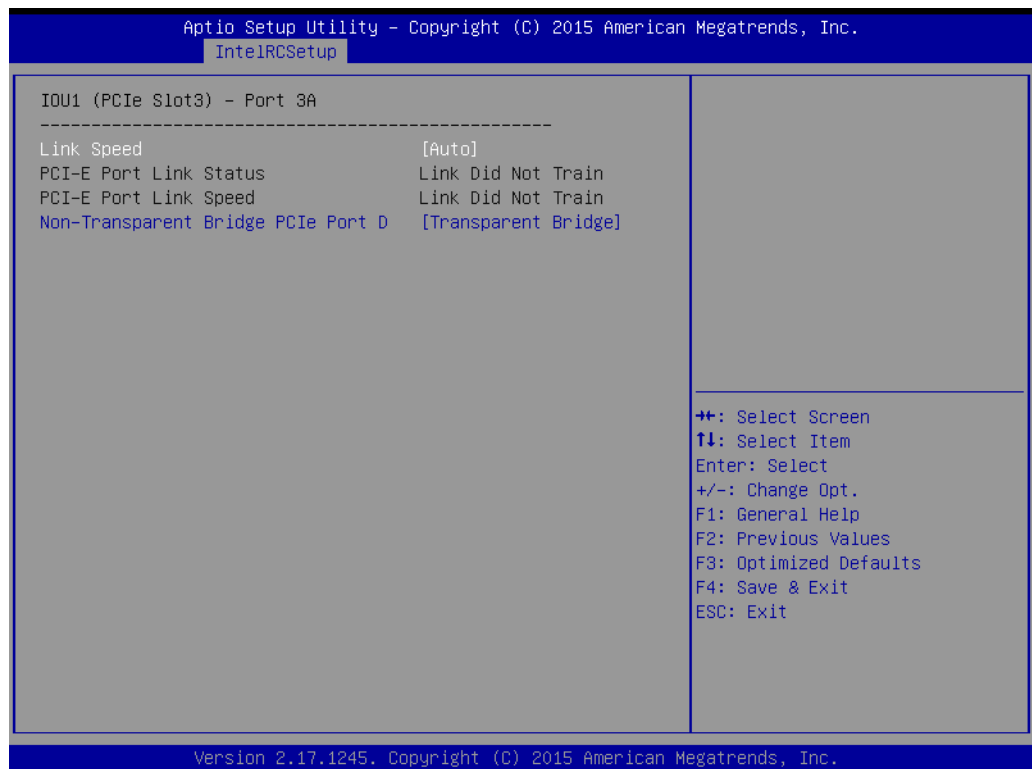 Aptio Setup Utility – Copyright (C) 2015 American Megatrends, Inc.
IntelRCSetup
IOU1 (PCIe Slot3) – Port 3A
--------------------------------------------------
Link Speed [Auto]
PCI-E Port Link Status Link Did Not Train
PCI-E Port Link Speed Link Did Not Train
Non-Transparent Bridge PCIe Port D [Transparent Bridge]
→←: Select Screen
↑↓: Select Item
Enter: Select
+/-: Change Opt.
F1: General Help
F2: Previous Values
F3: Optimized Defaults
F4: Save & Exit
ESC: Exit
Version 2.17.1245. Copyright (C) 2015 American Megatrends, Inc.